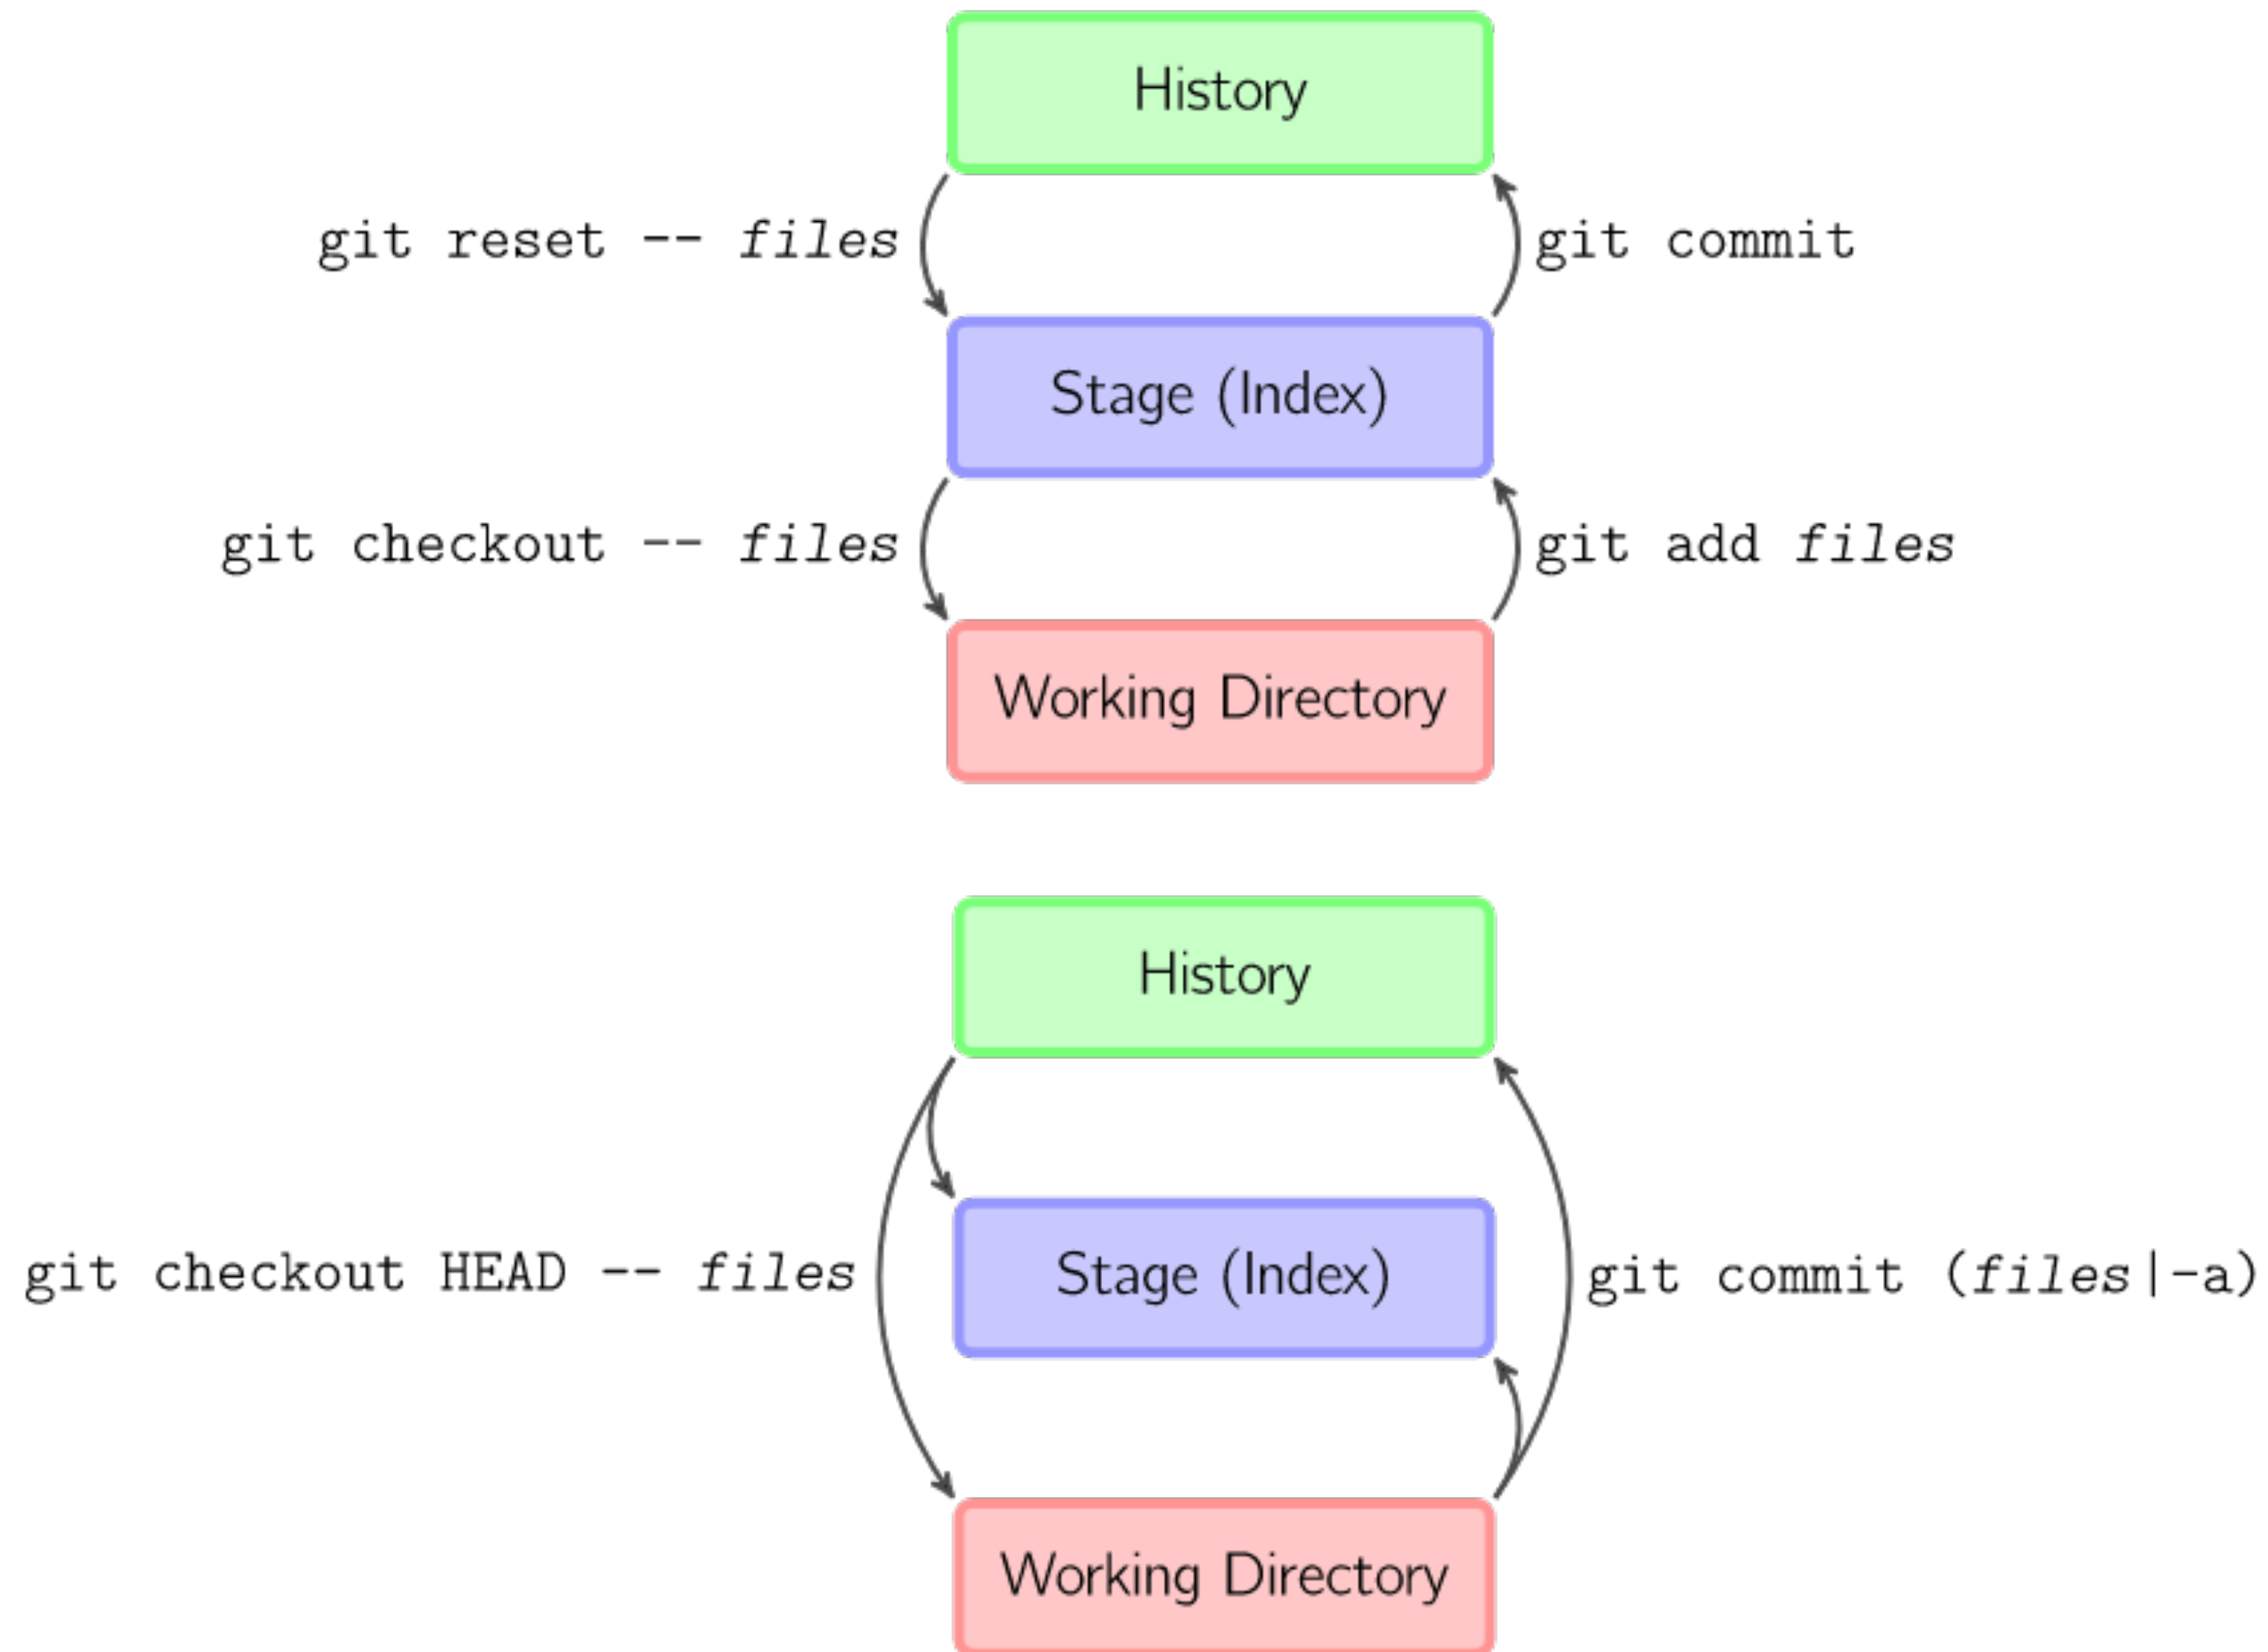 History
git reset -- files
git commit
Stage (Index)
git checkout -- files
git add files
Working Directory
History
git checkout HEAD -- files
Stage (Index)
git commit (files|-a)
Working Directory